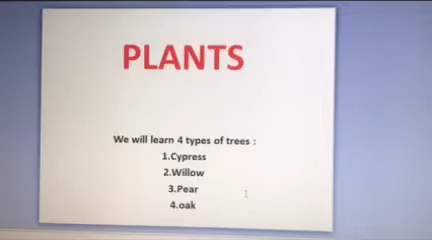 PLANTS
We will learn 4 types of trees :
1.Cypress
2.Willow
3.Pear
4.oak